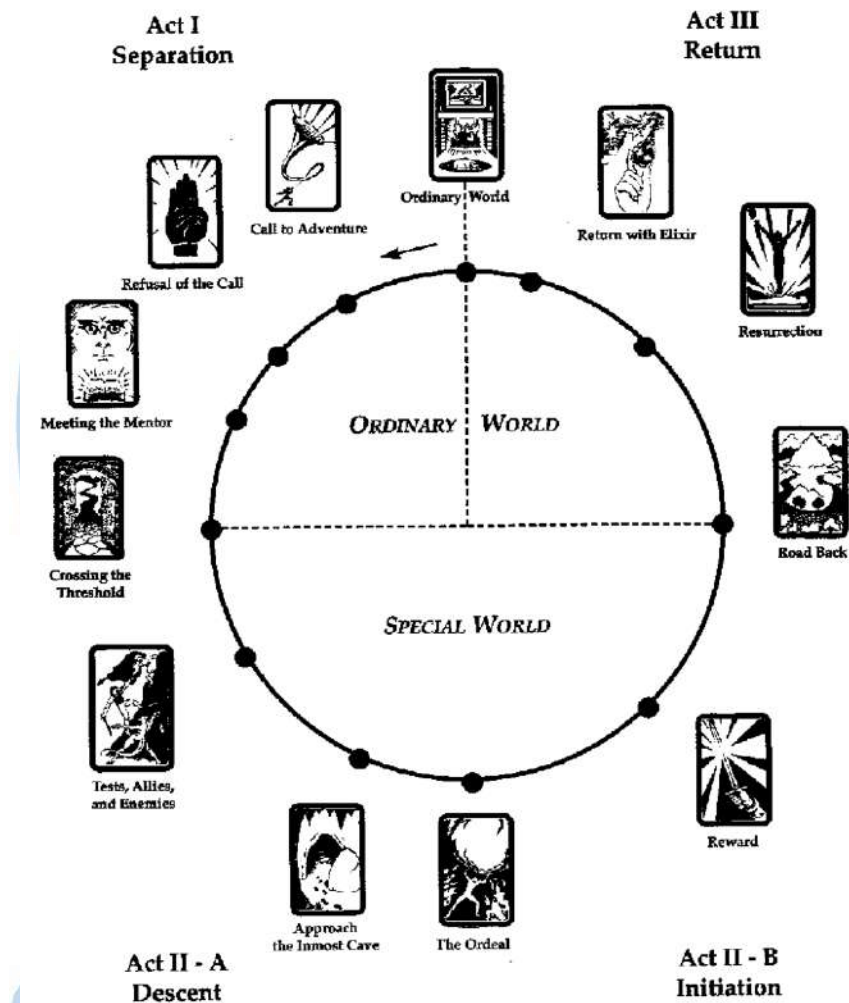 Act I
Separation
Act III
Return
Ordinary World
Call to Adventure
Return with Elixir
Refusal of the Call
Resurrection
Meeting the Mentor
ORDINARY WORLD
Crossing the
Threshold
Road Back
SPECIAL WORLD
Tests, Allies,
and Enemies
Reward
Approach
the Inmost Cave
The Ordeal
Act II - A
Descent
Act II - B
Initiation